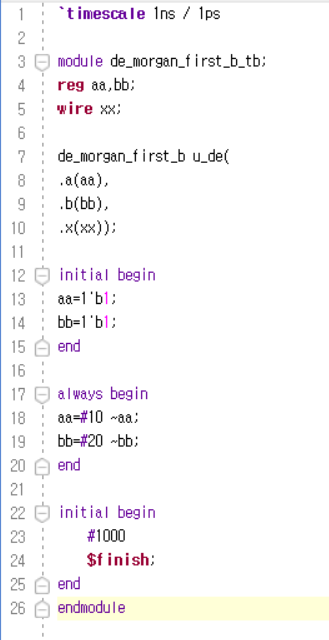 1 `timescale 1ns / 1ps
2
3 module de_morgan_first_b_tb;
4 reg aa,bb;
5 wire xx;
6
7 de_morgan_first_b u_de(
8 .a(aa),
9 .b(bb),
10 .x(xx));
11
12 initial begin
13 aa=1'b1;
14 bb=1'b1;
15 end
16
17 always begin
18 aa=#10 ~aa;
19 bb=#20 ~bb;
20 end
21
22 initial begin
23 #1000
24 $finish;
25 end
26 endmodule